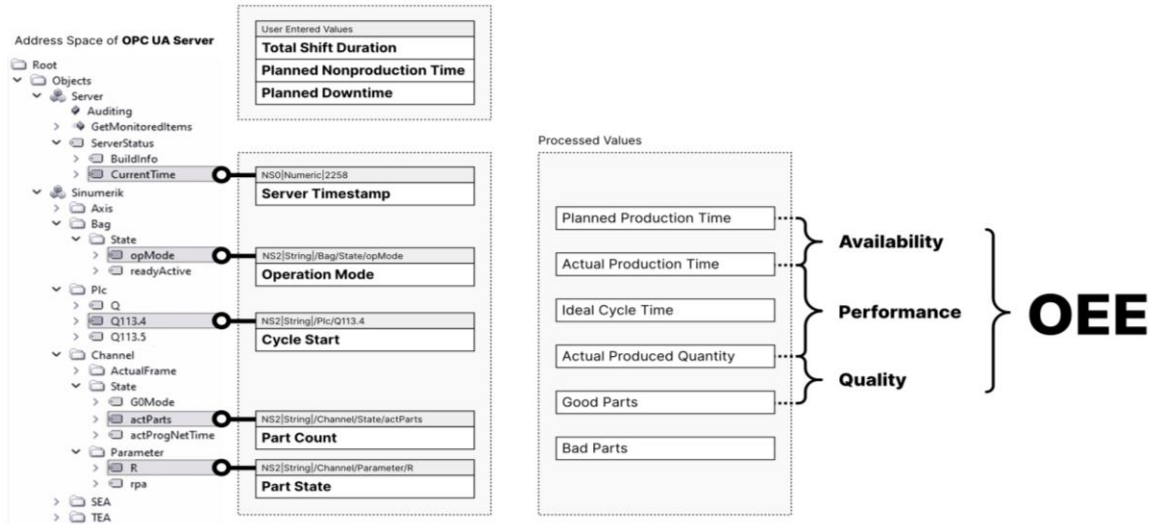 Address Space of OPC UA Server
Root
Objects
Server
Auditing
GetMonitoredItems
ServerStatus
BuildInfo
CurrentTime
Sinumerik
Axis
Bag
State
opMode
readyActive
Plc
Q
Q113.4
Q113.5
Channel
ActualFrame
State
G0Mode
actParts
actProgNetTime
Parameter
R
rpa
SEA
TEA
User Entered Values
Total Shift Duration
Planned Nonproduction Time
Planned Downtime
NS0|Numeric|2258
Server Timestamp
NS2|String|/Bag/State/opMode
Operation Mode
NS2|String|/Plc/Q113.4
Cycle Start
NS2|String|/Channel/State/actParts
Part Count
NS2|String|/Channel/Parameter/R
Part State
Processed Values
Planned Production Time
Actual Production Time
Ideal Cycle Time
Actual Produced Quantity
Good Parts
Bad Parts
Availability
Performance
Quality
OEE